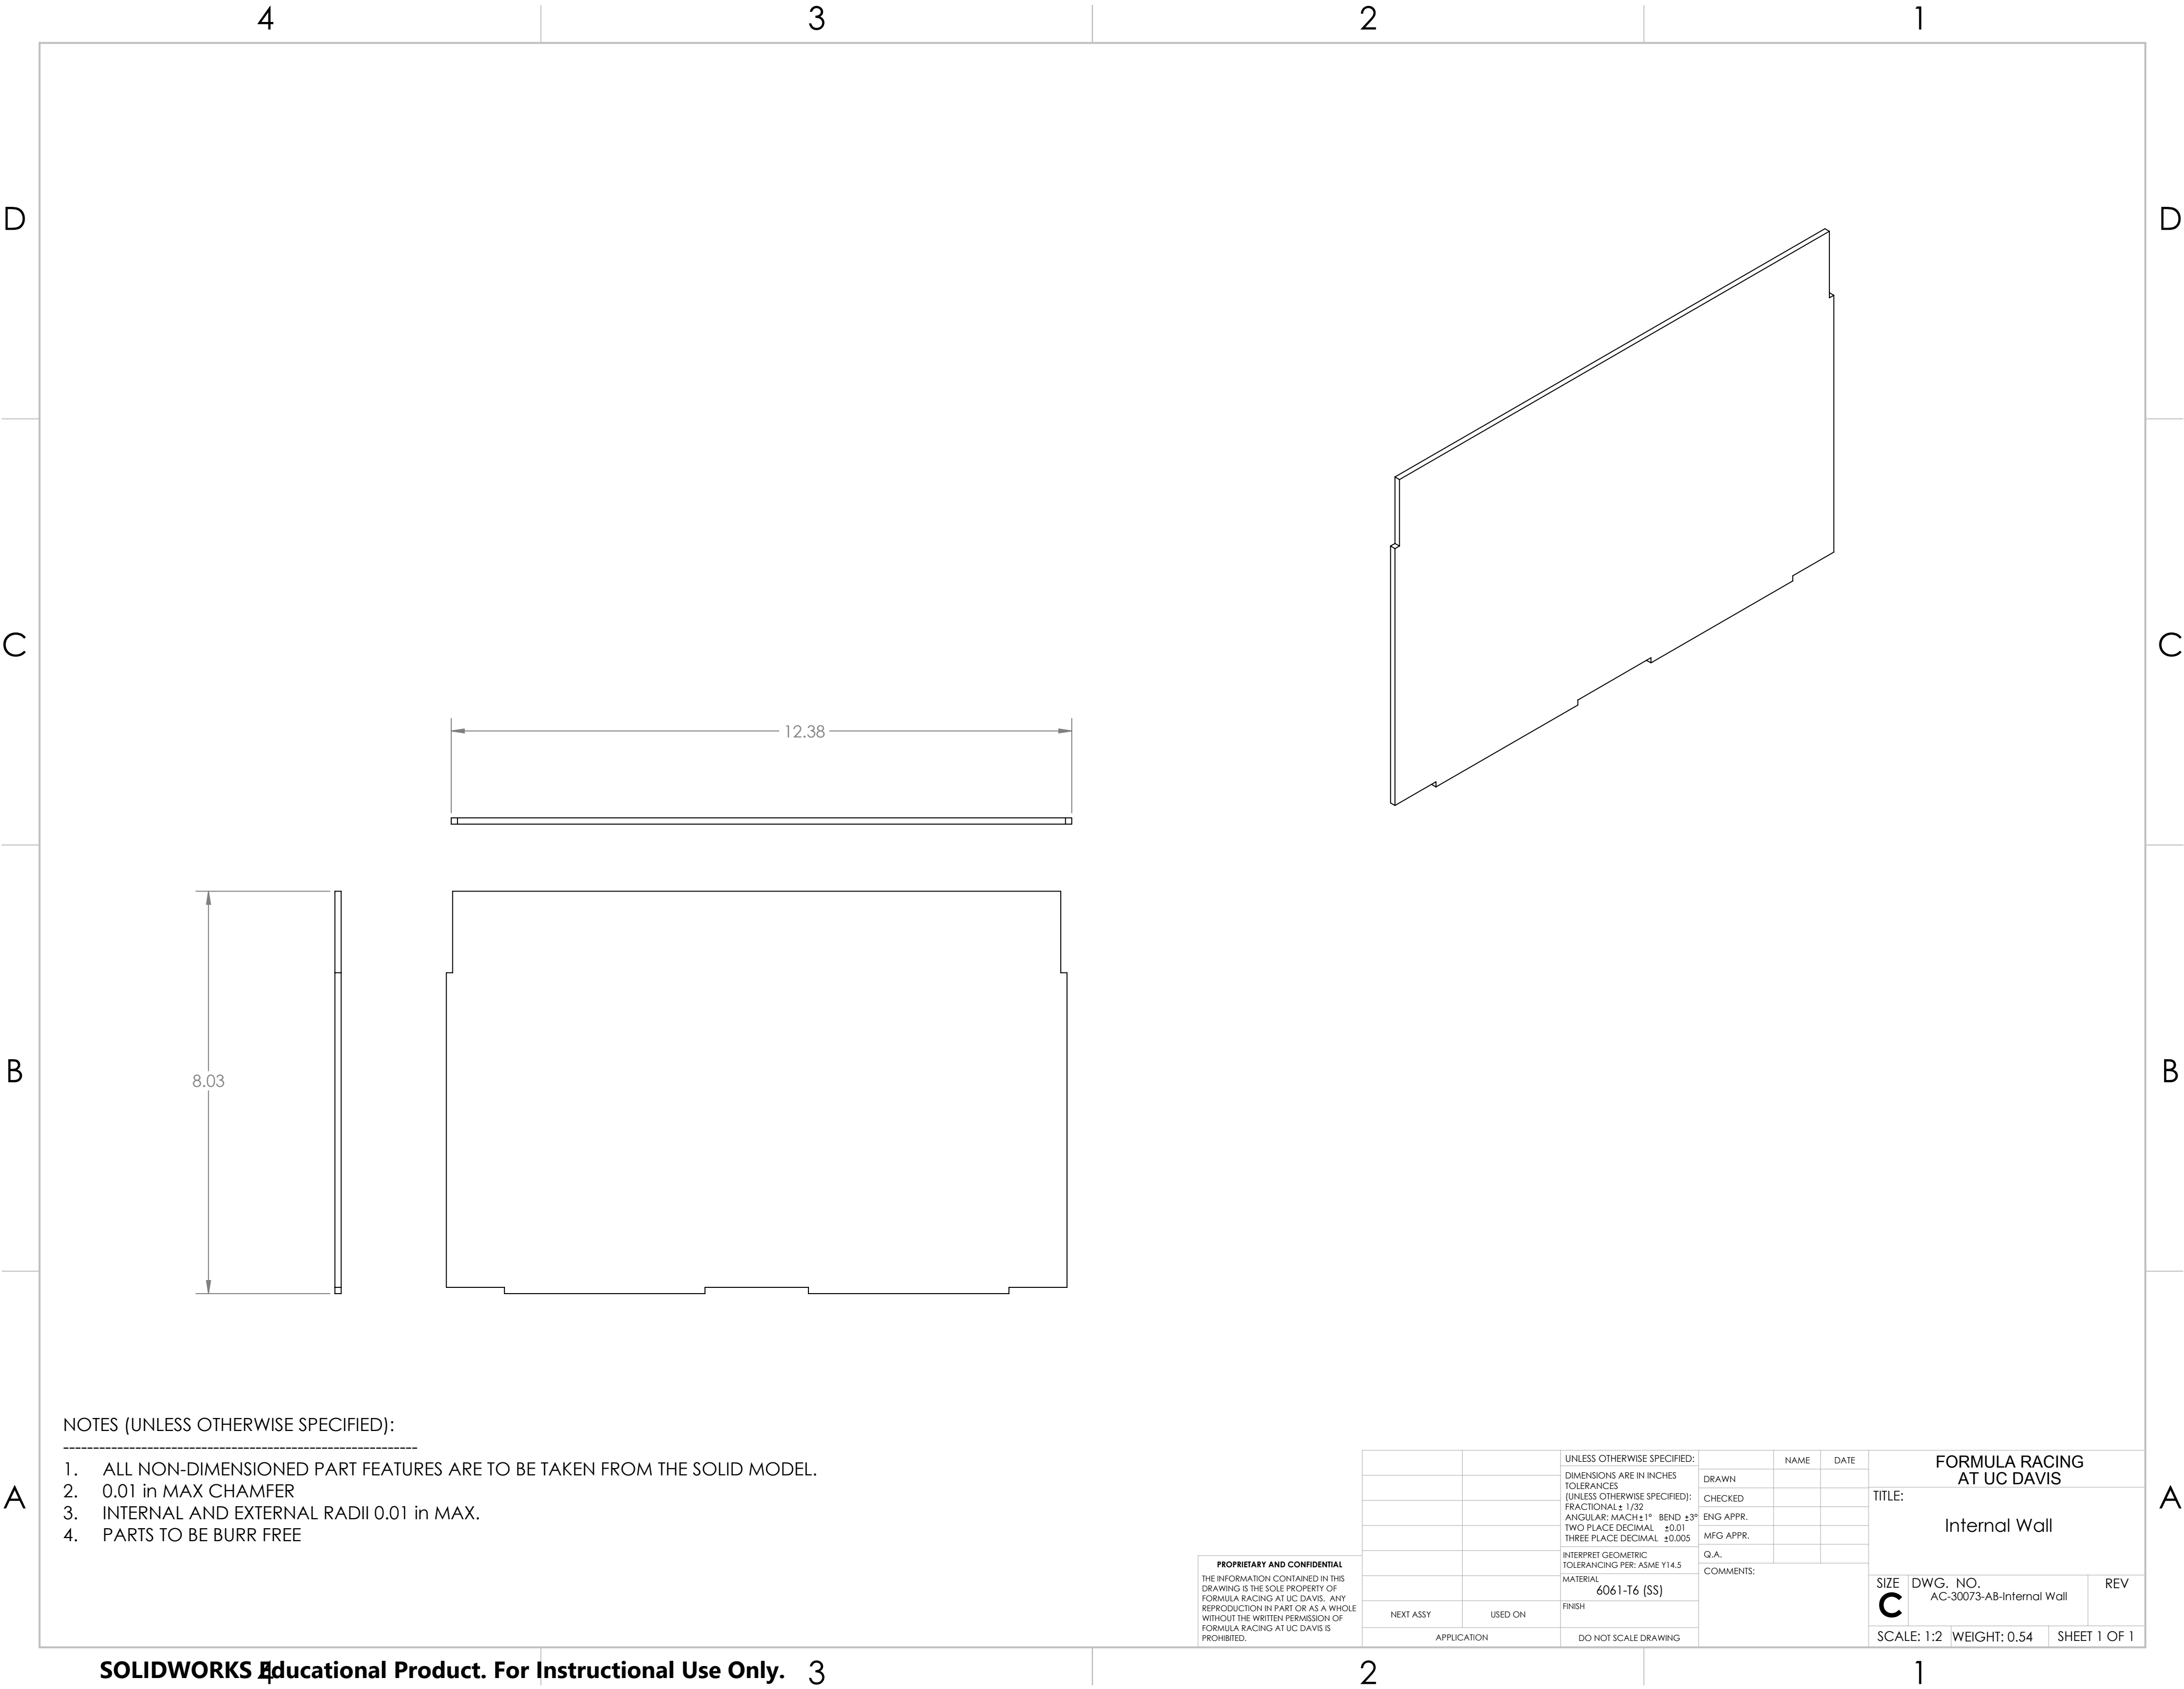 4 3 2 1
D D
C C
B B
A A
12.38
8.03
NOTES (UNLESS OTHERWISE SPECIFIED):
-----------------------------------------------------------
1. ALL NON-DIMENSIONED PART FEATURES ARE TO BE TAKEN FROM THE SOLID MODEL.
2. 0.01 in MAX CHAMFER
3. INTERNAL AND EXTERNAL RADII 0.01 in MAX.
4. PARTS TO BE BURR FREE
PROPRIETARY AND CONFIDENTIAL
THE INFORMATION CONTAINED IN THIS
DRAWING IS THE SOLE PROPERTY OF
FORMULA RACING AT UC DAVIS. ANY
REPRODUCTION IN PART OR AS A WHOLE
WITHOUT THE WRITTEN PERMISSION OF
FORMULA RACING AT UC DAVIS IS
PROHIBITED.
NEXT ASSY USED ON
APPLICATION
UNLESS OTHERWISE SPECIFIED:
DIMENSIONS ARE IN INCHES
TOLERANCES
(UNLESS OTHERWISE SPECIFIED):
FRACTIONAL± 1/32
ANGULAR: MACH±1° BEND ±3°
TWO PLACE DECIMAL ±0.01
THREE PLACE DECIMAL ±0.005
INTERPRET GEOMETRIC
TOLERANCING PER: ASME Y14.5
MATERIAL
6061-T6 (SS)
FINISH
DO NOT SCALE DRAWING
NAME DATE
DRAWN
CHECKED
ENG APPR.
MFG APPR.
Q.A.
COMMENTS:
FORMULA RACING
AT UC DAVIS
TITLE:
Internal Wall
SIZE DWG. NO. REV
C AC-30073-AB-Internal Wall
SCALE: 1:2 WEIGHT: 0.54 SHEET 1 OF 1
SOLIDWORKS Educational Product. For Instructional Use Only.
4 3 2 1